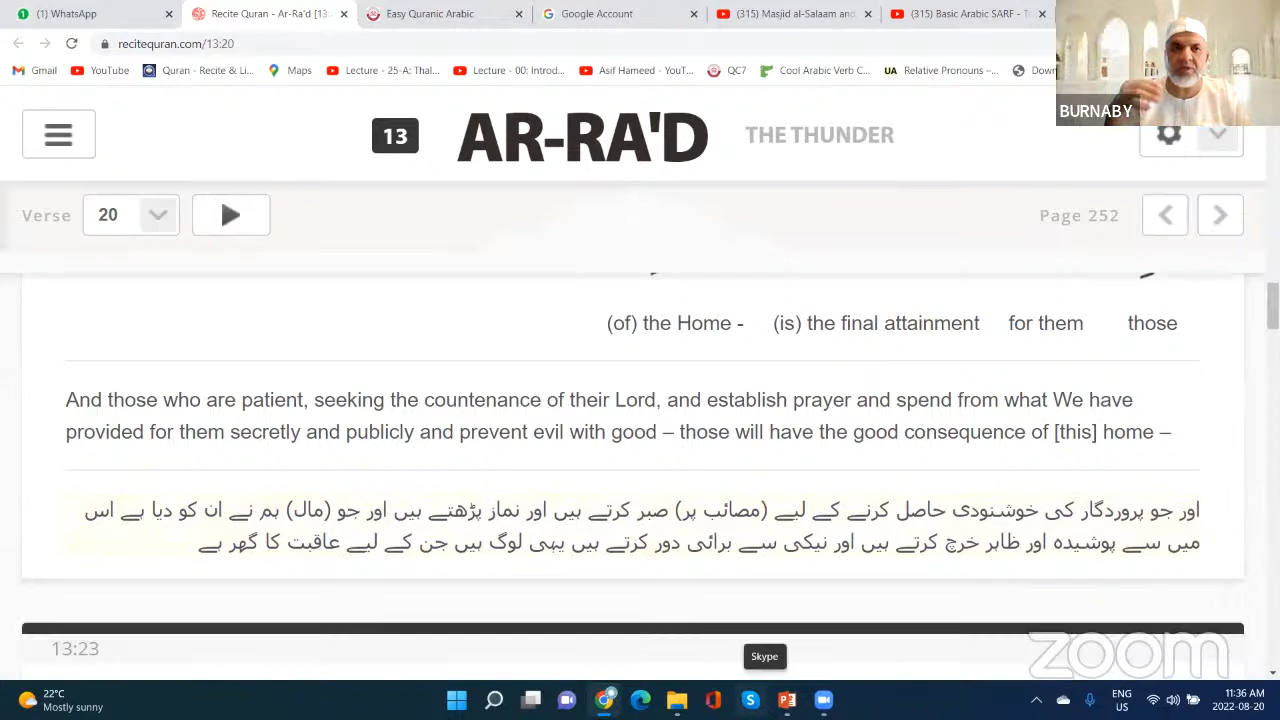 (1) WhatsApp
Recite Quran - Ar-Ra'd [13
Easy Quranic Arabic
Google Account
(315) Masjid al-Salaam and
(315) Basic Arabic SARF - T
recitequran.com/13:20
Gmail
YouTube
Quran - Recite & Li...
Maps
Lecture - 25-A: Thal...
Lecture - 00: Introd...
Asif Hameed - YouT...
QC7
Cool Arabic Verb C...
Relative Pronouns –...
Down
BURNABY
13
AR-RA'D
THE THUNDER
Verse
20
Page 252
(of) the Home - (is) the final attainment for them those
And those who are patient, seeking the countenance of their Lord, and establish prayer and spend from what We have
provided for them secretly and publicly and prevent evil with good – those will have the good consequence of [this] home –
اور جو پروردگار کی خوشنودی حاصل کرنے کے لیے (مصائب پر) صبر کرتے ہیں اور نماز پڑھتے ہیں اور جو (مال) ہم نے ان کو دیا ہے اس
میں سے پوشیدہ اور ظاہر خرچ کرتے ہیں اور نیکی سے برائی دور کرتے ہیں یہی لوگ ہیں جن کے لیے عاقبت کا گھر ہے
13:23
zoom
Skype
22°C
Mostly sunny
ENG
US
11:36 AM
2022-08-20